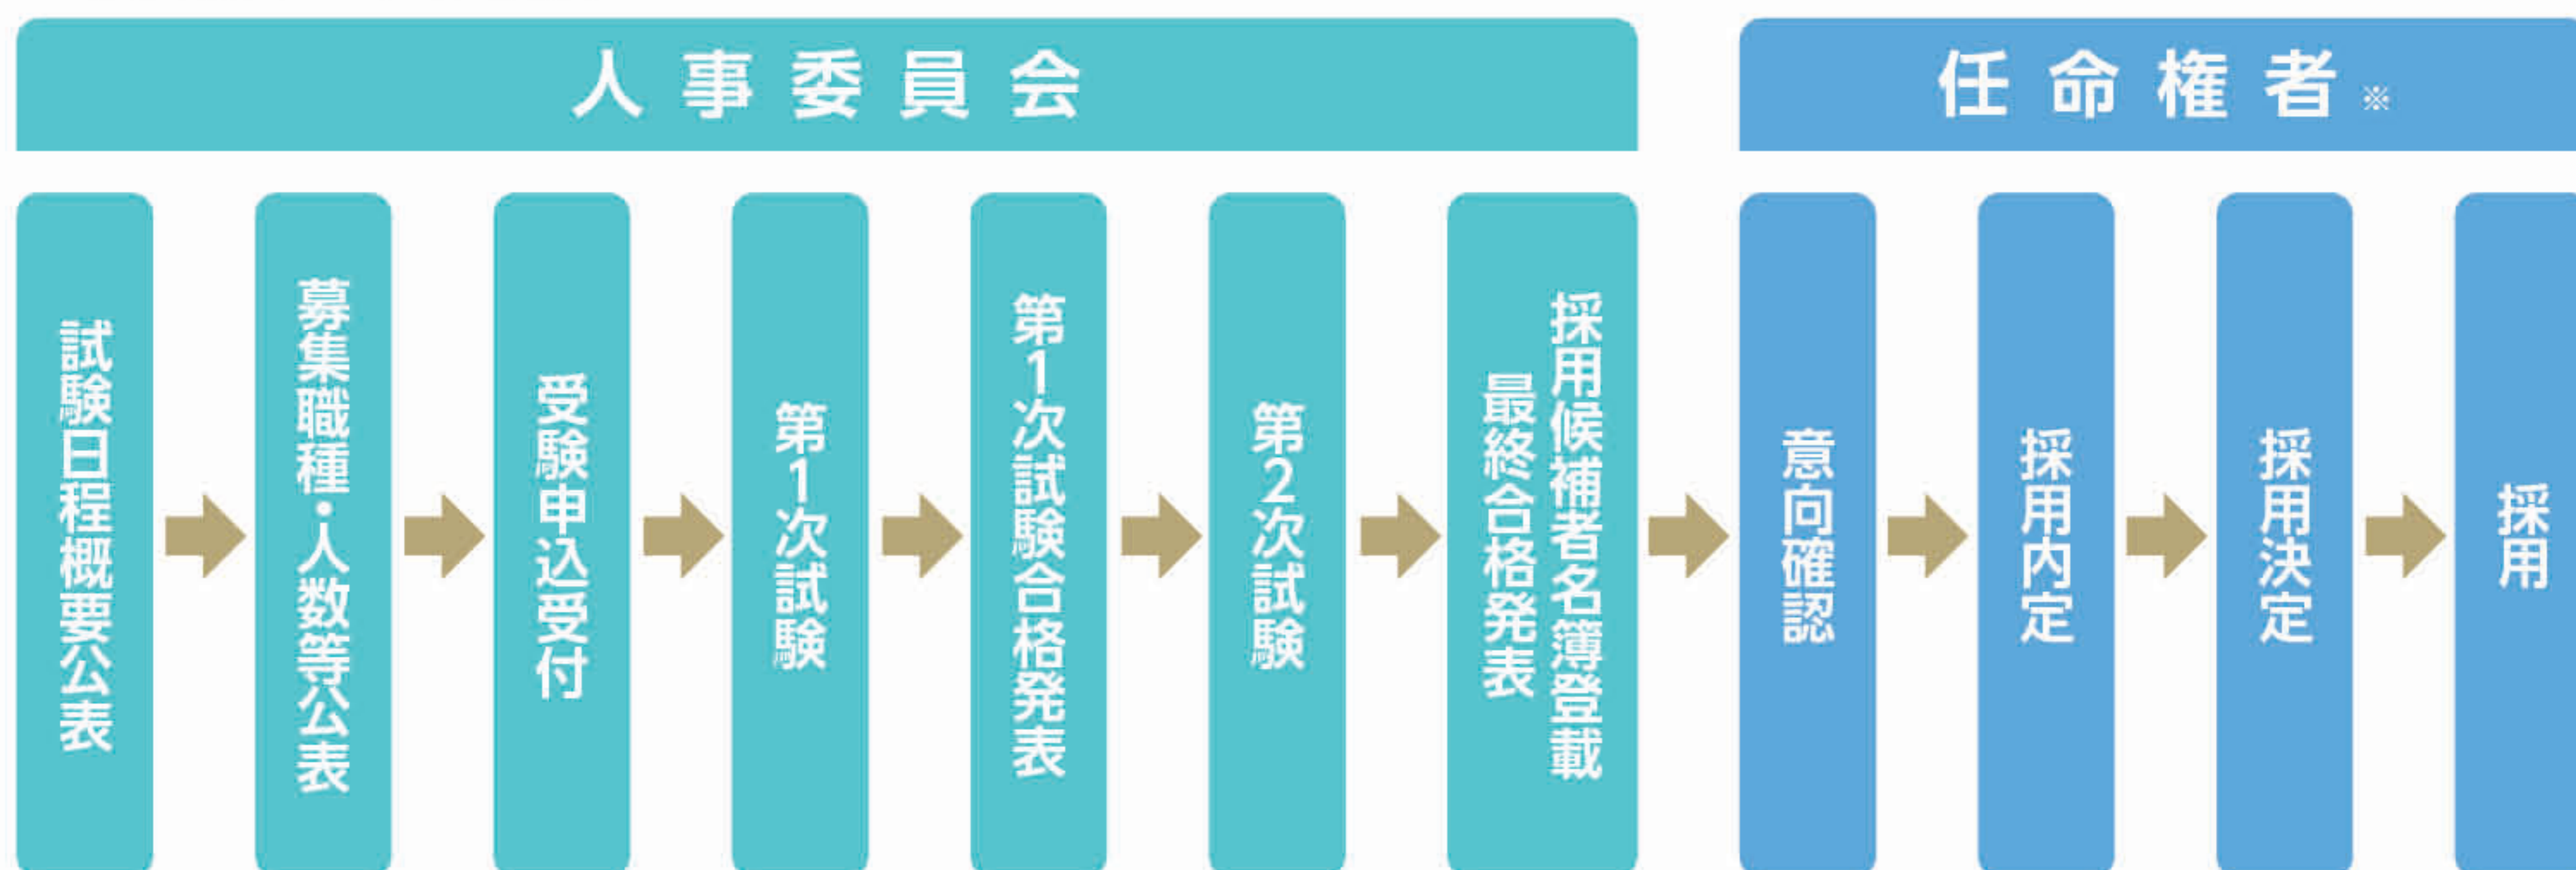 人事委員会
任命権者※
試験日程概要公表
募集職種・人数等公表
受験申込受付
第1次試験
第1次試験合格発表
第2次試験
採用候補者名簿登載
最終合格発表
意向確認
採用内定
採用決定
採用